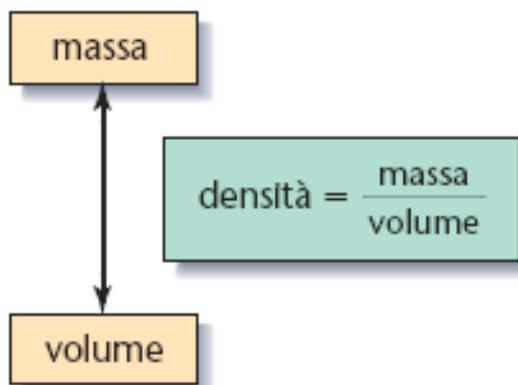 massa
densità = massa / volume
volume